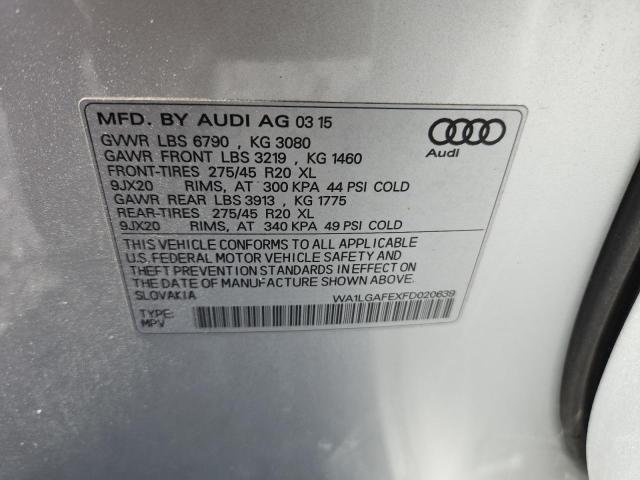 MFD. BY AUDI AG 03 15
GVWR LBS 6790 , KG 3080
GAWR FRONT LBS 3219 , KG 1460
FRONT-TIRES 275/45 R20 XL
9JX20 RIMS, AT 300 KPA 44 PSI COLD
GAWR REAR LBS 3913 , KG 1775
REAR-TIRES 275/45 R20 XL
9JX20 RIMS, AT 340 KPA 49 PSI COLD
THIS VEHICLE CONFORMS TO ALL APPLICABLE
U.S. FEDERAL MOTOR VEHICLE SAFETY AND
THEFT PREVENTION STANDARDS IN EFFECT ON
THE DATE OF MANUFACTURE SHOWN ABOVE.
SLOVAKIA
WA1LGAFEXFD020639
TYPE:
MPV
Audi